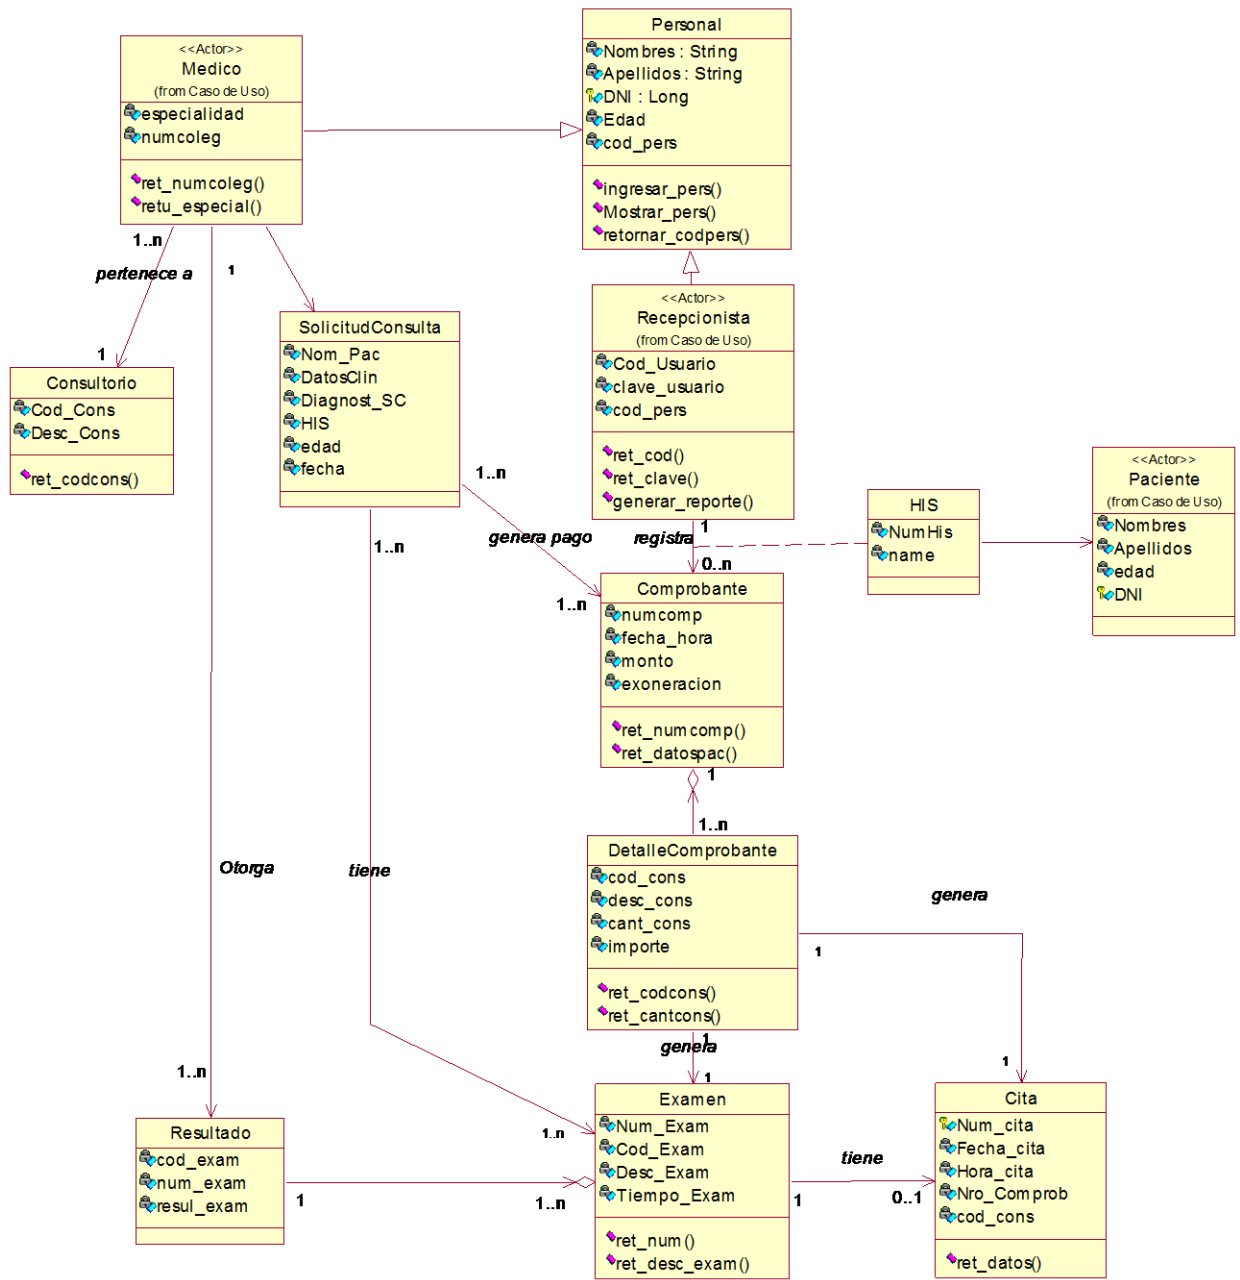 <<Actor>>
Medico
(from Caso de Uso)
especialidad
numcoleg
ret_numcoleg()
retu_especial()
Personal
Nombres : String
Apellidos : String
DNI : Long
Edad
cod_pers
ingresar_pers()
Mostrar_pers()
retornar_codpers()
1..n
pertenece a
1
1
Consultorio
Cod_Cons
Desc_Cons
ret_codcons()
SolicitudConsulta
Nom_Pac
DatosClin
Diagnost_SC
HIS
edad
fecha
<<Actor>>
Recepcionista
(from Caso de Uso)
Cod_Usuario
clave_usuario
cod_pers
ret_cod()
ret_clave()
generar_reporte()
1..n
genera pago
1..n
1
registra
0..n
HIS
NumHis
name
<<Actor>>
Paciente
(from Caso de Uso)
Nombres
Apellidos
edad
DNI
1..n
Comprobante
numcomp
fecha_hora
monto
exoneracion
ret_numcomp()
ret_datospac()
1
1..n
DetalleComprobante
cod_cons
desc_cons
cant_cons
importe
ret_codcons()
ret_cantcons()
Otorga
tiene
genera
1
1
1
genera
1
1..n
1..n
Resultado
cod_exam
num_exam
resul_exam
1
1..n
Examen
Num_Exam
Cod_Exam
Desc_Exam
Tiempo_Exam
ret_num()
ret_desc_exam()
tiene
1
0..1
Cita
Num_cita
Fecha_cita
Hora_cita
Nro_Comprob
cod_cons
ret_datos()